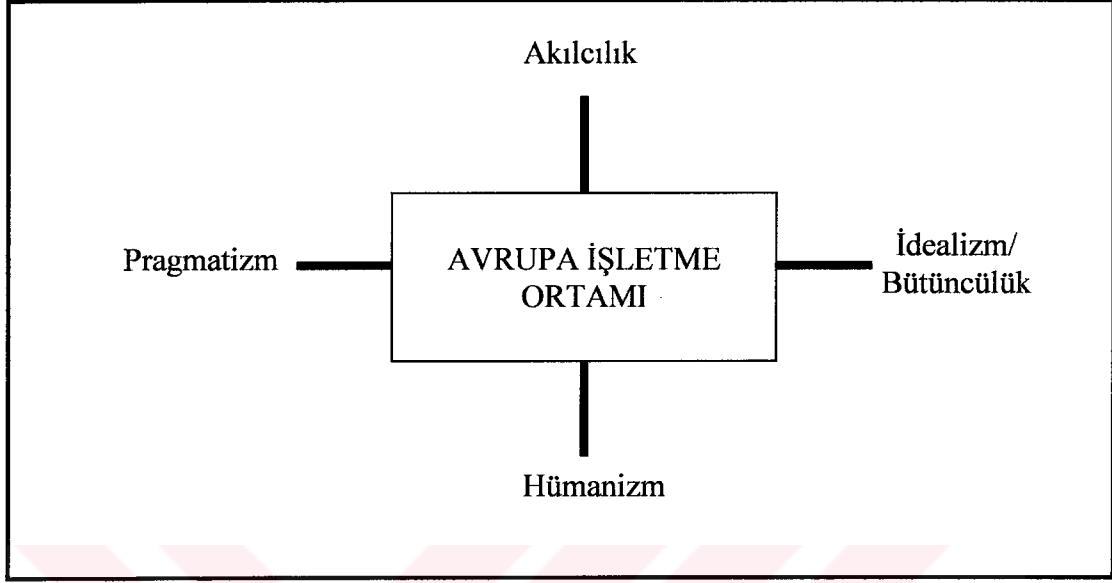 Akılcılık
Pragmatizm
AVRUPA İŞLETME
ORTAMI
İdealizm/
Bütüncülük
Hümanizm